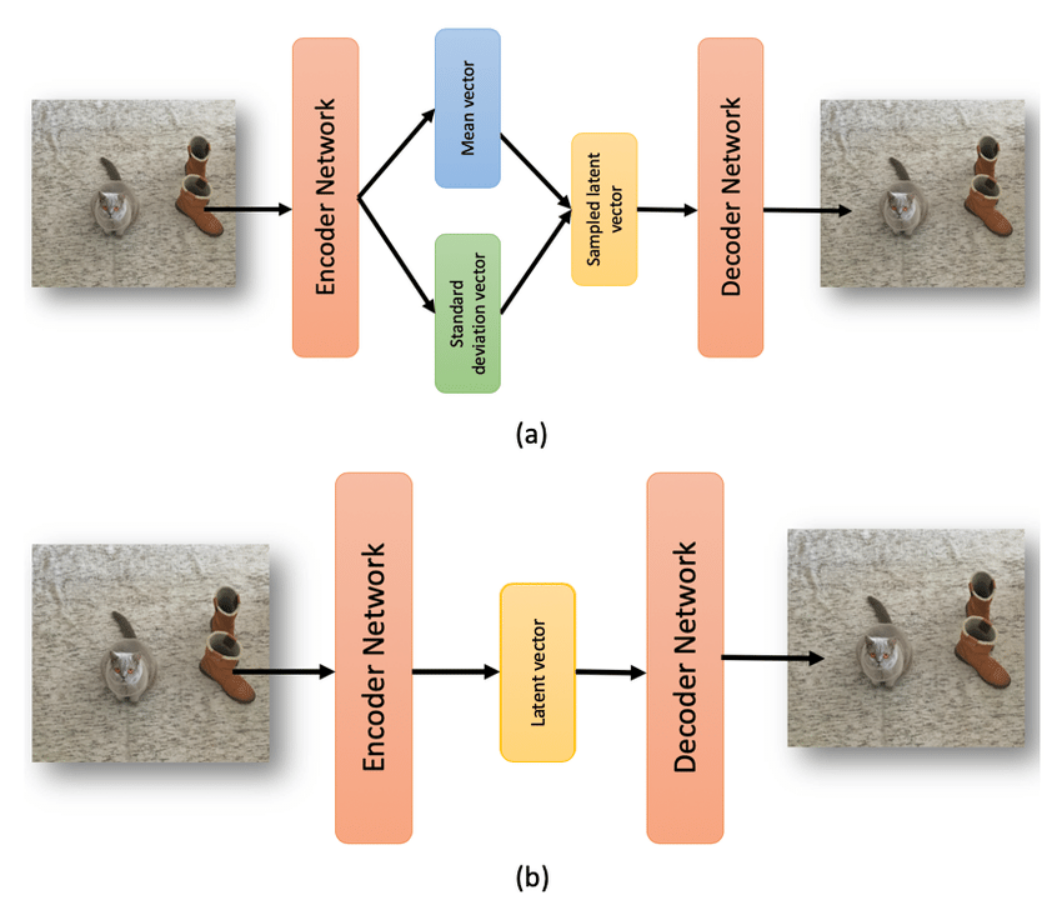 Encoder Network
Mean vector
Standard
deviation vector
Sampled latent
vector
Decoder Network
(a)
Encoder Network
Latent vector
Decoder Network
(b)